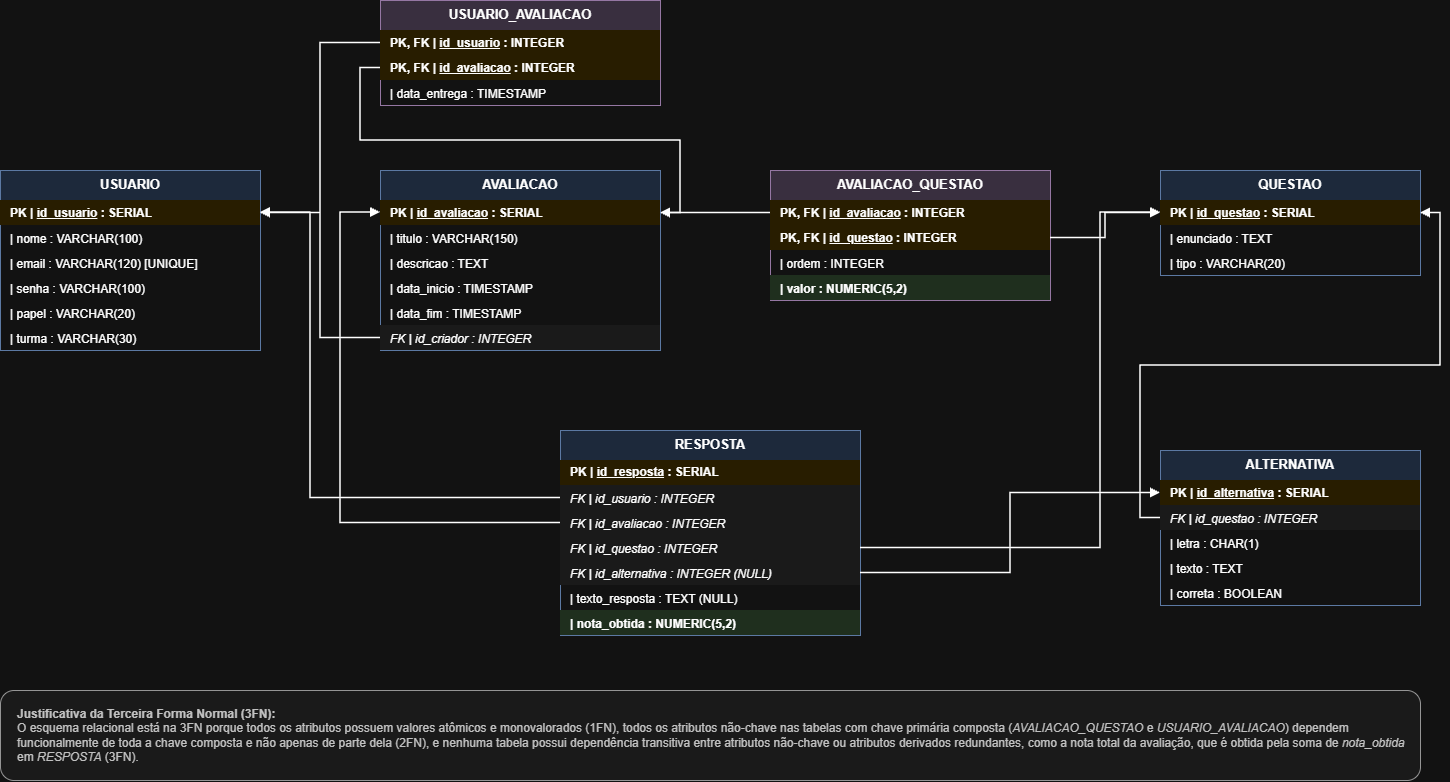 USUARIO_AVALIACAO
PK, FK | id_usuario : INTEGER
PK, FK | id_avaliacao : INTEGER
| data_entrega : TIMESTAMP
USUARIO
PK | id_usuario : SERIAL
| nome : VARCHAR(100)
| email : VARCHAR(120) [UNIQUE]
| senha : VARCHAR(100)
| papel : VARCHAR(20)
| turma : VARCHAR(30)
AVALIACAO
PK | id_avaliacao : SERIAL
| titulo : VARCHAR(150)
| descricao : TEXT
| data_inicio : TIMESTAMP
| data_fim : TIMESTAMP
FK | id_criador : INTEGER
AVALIACAO_QUESTAO
PK, FK | id_avaliacao : INTEGER
PK, FK | id_questao : INTEGER
| ordem : INTEGER
| valor : NUMERIC(5,2)
QUESTAO
PK | id_questao : SERIAL
| enunciado : TEXT
| tipo : VARCHAR(20)
RESPOSTA
PK | id_resposta : SERIAL
FK | id_usuario : INTEGER
FK | id_avaliacao : INTEGER
FK | id_questao : INTEGER
FK | id_alternativa : INTEGER (NULL)
| texto_resposta : TEXT (NULL)
| nota_obtida : NUMERIC(5,2)
ALTERNATIVA
PK | id_alternativa : SERIAL
FK | id_questao : INTEGER
| letra : CHAR(1)
| texto : TEXT
| correta : BOOLEAN
Justificativa da Terceira Forma Normal (3FN):
O esquema relacional está na 3FN porque todos os atributos possuem valores atômicos e monovalorados (1FN), todos os atributos não-chave nas tabelas com chave primária composta (AVALIACAO_QUESTAO e USUARIO_AVALIACAO) dependem
funcionalmente de toda a chave composta e não apenas de parte dela (2FN), e nenhuma tabela possui dependência transitiva entre atributos não-chave ou atributos derivados redundantes, como a nota total da avaliação, que é obtida pela soma de nota_obtida
em RESPOSTA (3FN).